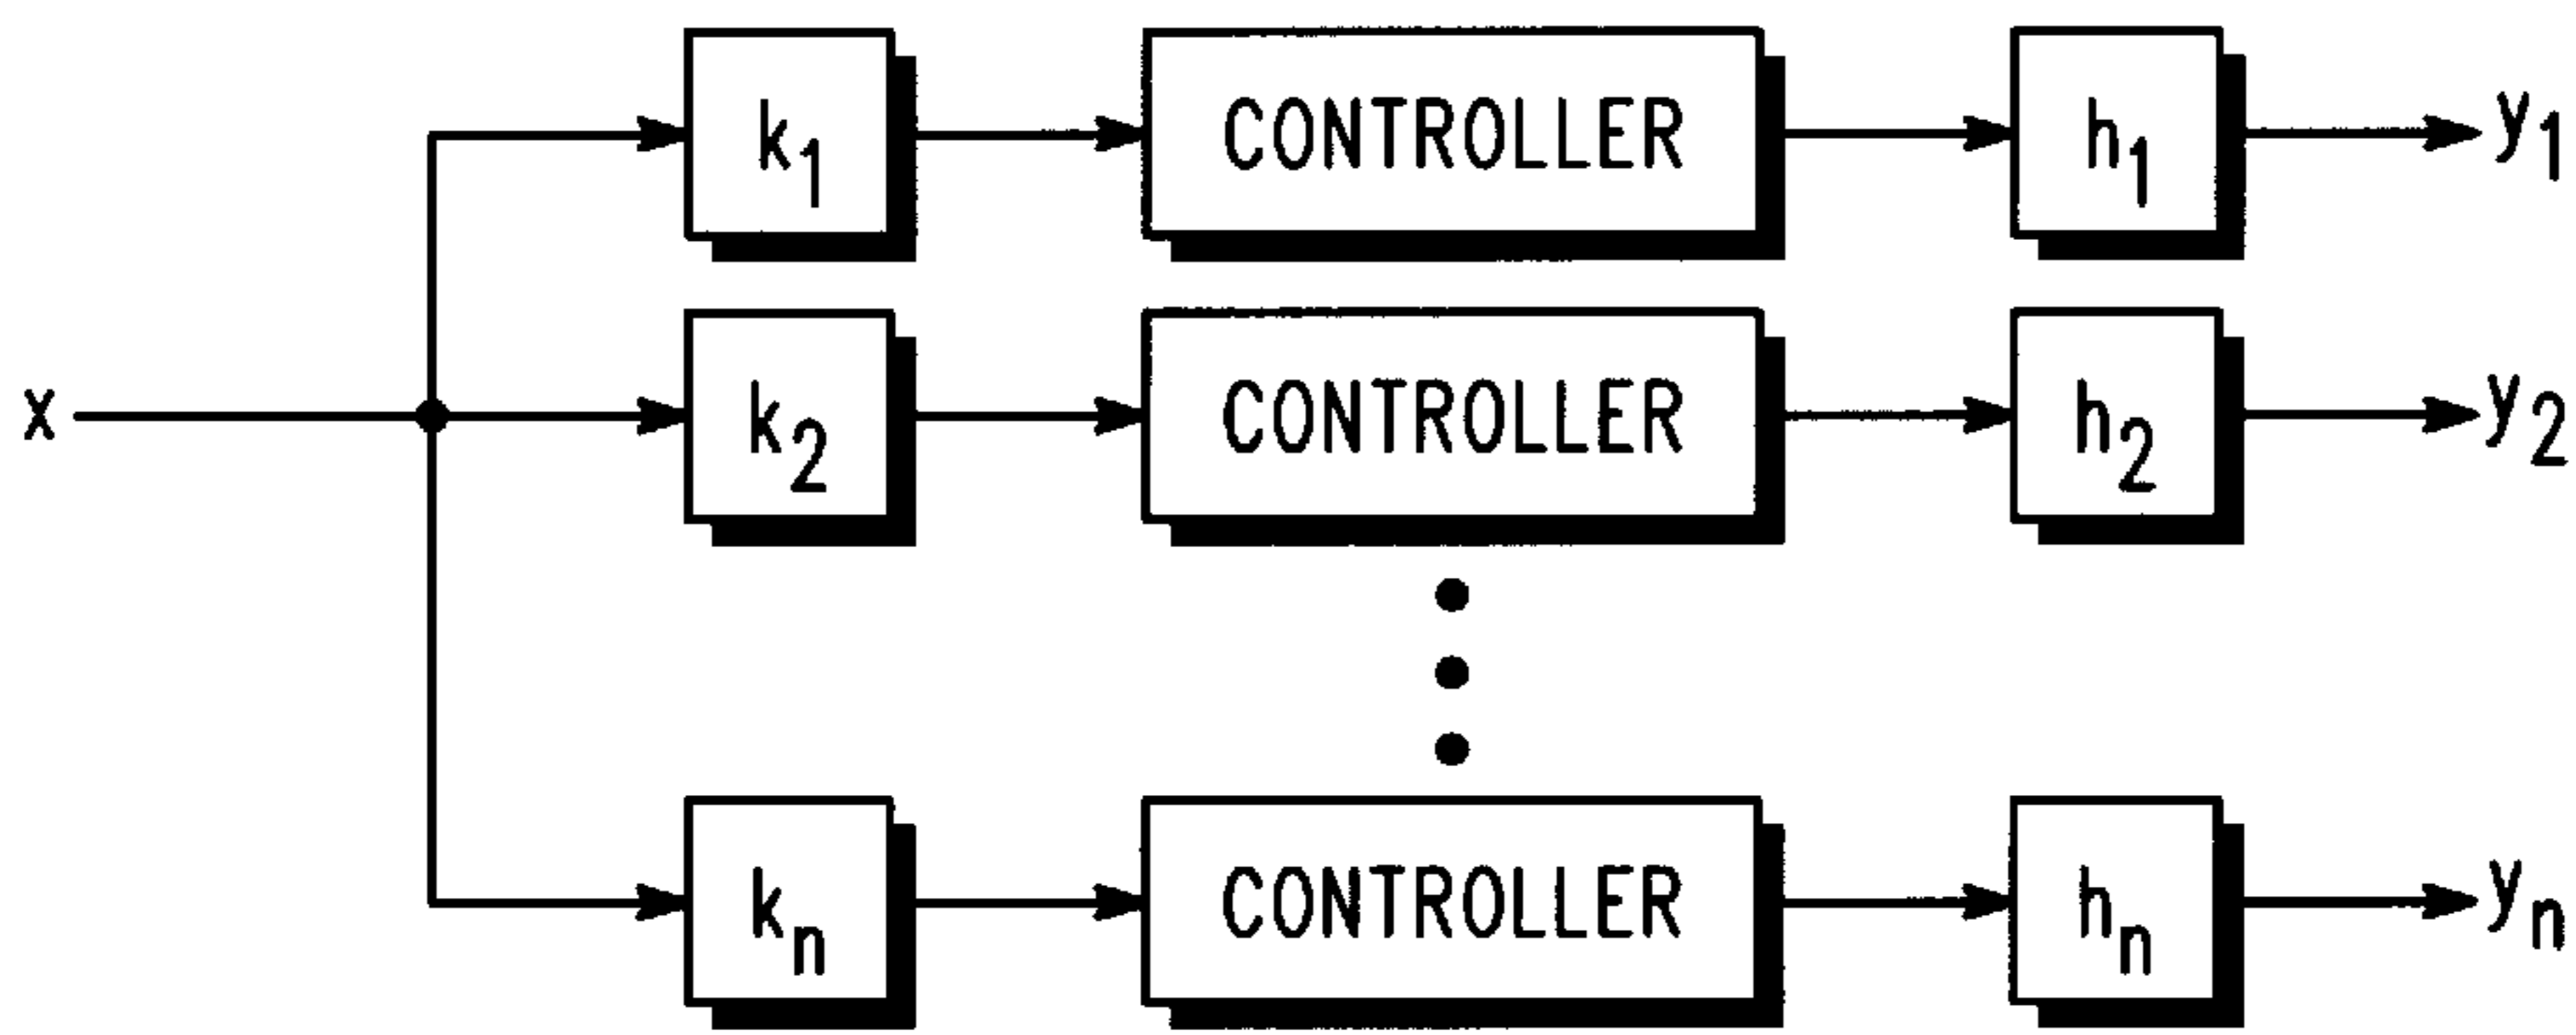 k₁ CONTROLLER h₁ y₁
x k₂ CONTROLLER h₂ y₂
kₙ CONTROLLER hₙ yₙ